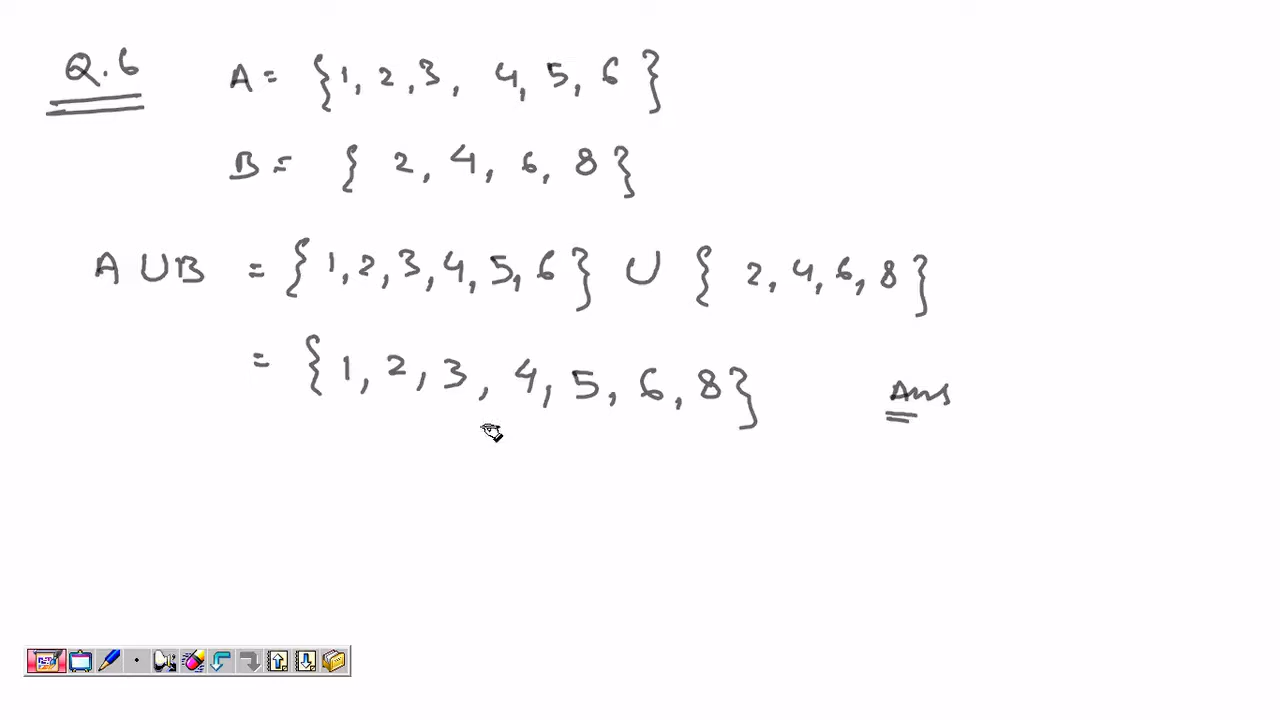 Q.6 A = {1, 2, 3, 4, 5, 6}
B = {2, 4, 6, 8}
A ∪ B = {1, 2, 3, 4, 5, 6} ∪ {2, 4, 6, 8}
= {1, 2, 3, 4, 5, 6, 8} Ans